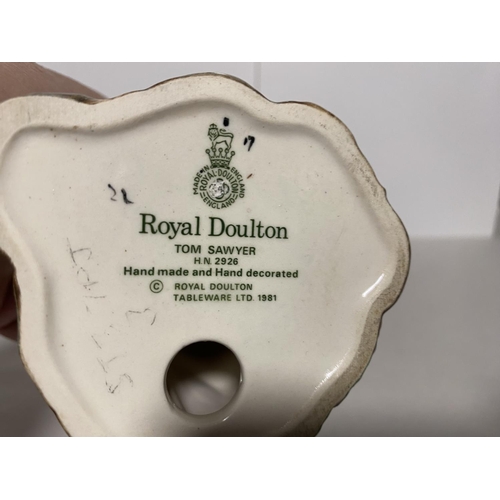 MADE IN ENGLAND
ROYAL DOULTON
ENGLAND
Royal Doulton
TOM SAWYER
H.N. 2926
Hand made and Hand decorated
© ROYAL DOULTON
TABLEWARE LTD. 1981